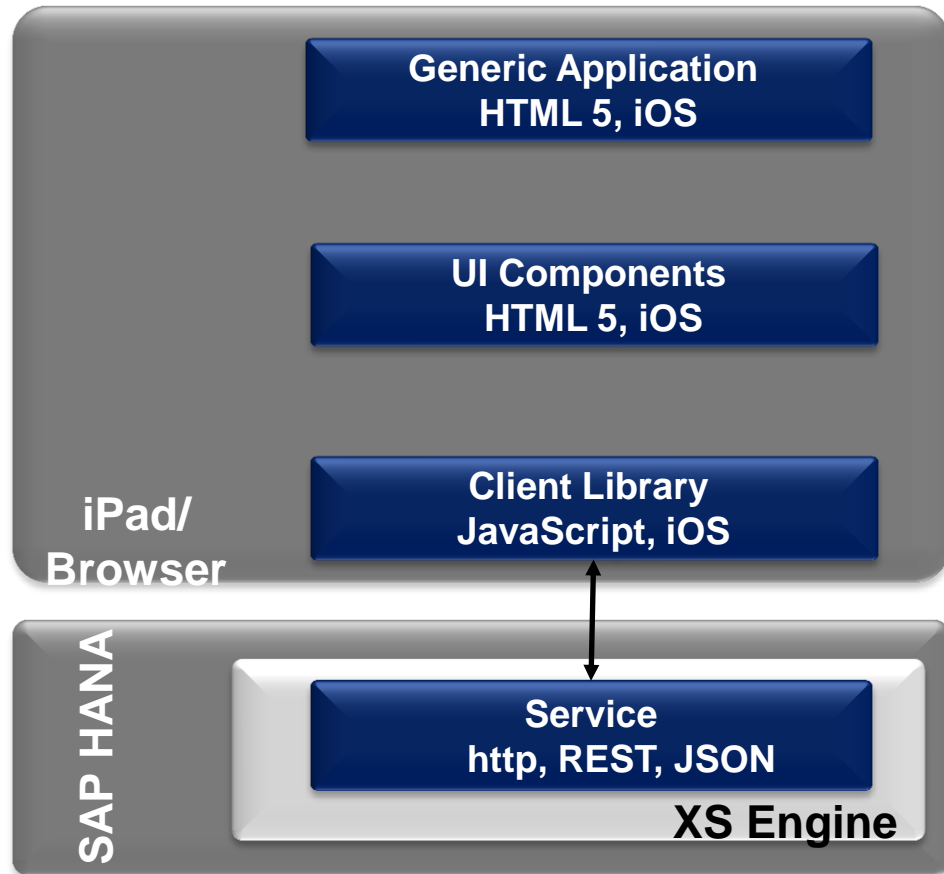 Generic Application
HTML 5, iOS
UI Components
HTML 5, iOS
Client Library
JavaScript, iOS
iPad/
Browser
SAP HANA
Service
http, REST, JSON
XS Engine